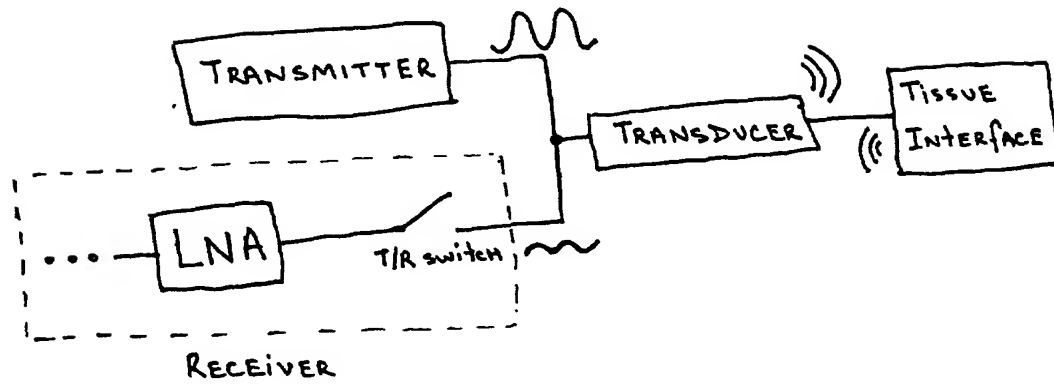 TRANSMITTER
TRANSDUCER
TISSUE
INTERFACE
LNA
T/R SWITCH
RECEIVER